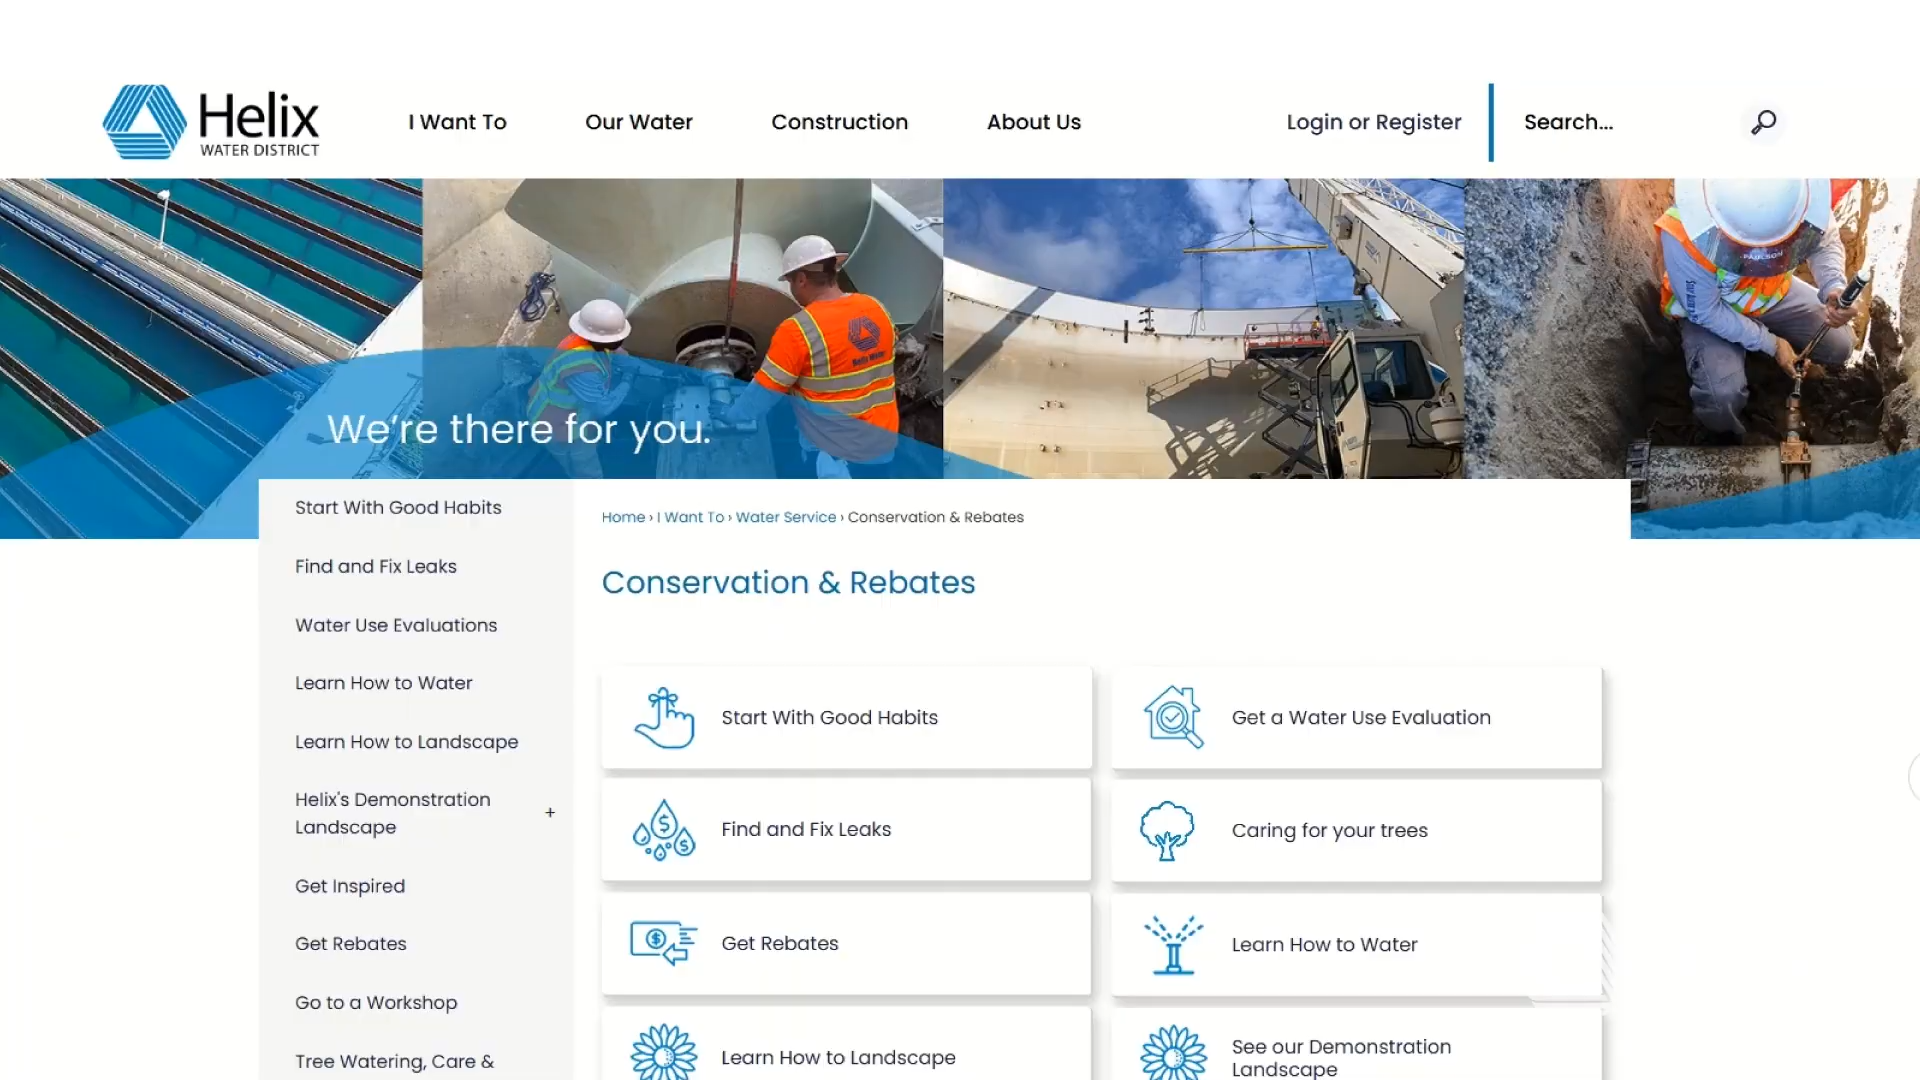 Helix
WATER DISTRICT
I Want To
Our Water
Construction
About Us
Login or Register
Search...
PAULSON
Helix Water
We're there for you.
Start With Good Habits
Find and Fix Leaks
Water Use Evaluations
Learn How to Water
Learn How to Landscape
Helix's Demonstration
Landscape
+
Get Inspired
Get Rebates
Go to a Workshop
Tree Watering, Care &
Home › I Want To › Water Service › Conservation & Rebates
Conservation & Rebates
Start With Good Habits
Get a Water Use Evaluation
Find and Fix Leaks
Caring for your trees
Get Rebates
Learn How to Water
Learn How to Landscape
See our Demonstration
Landscape